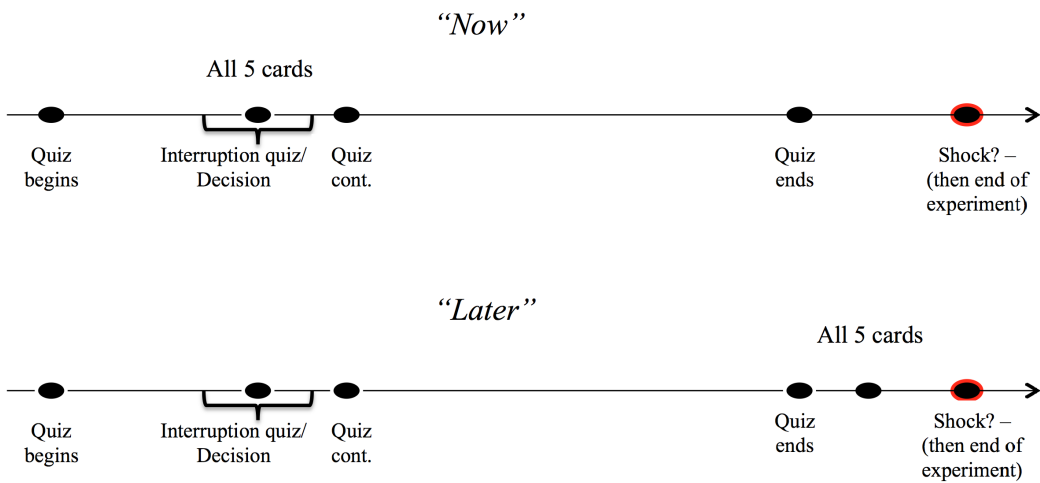 “Now”
All 5 cards
Quiz
begins
Interruption quiz/
Decision
Quiz
cont.
Quiz
ends
Shock? –
(then end of
experiment)
“Later”
All 5 cards
Quiz
begins
Interruption quiz/
Decision
Quiz
cont.
Quiz
ends
Shock? –
(then end of
experiment)